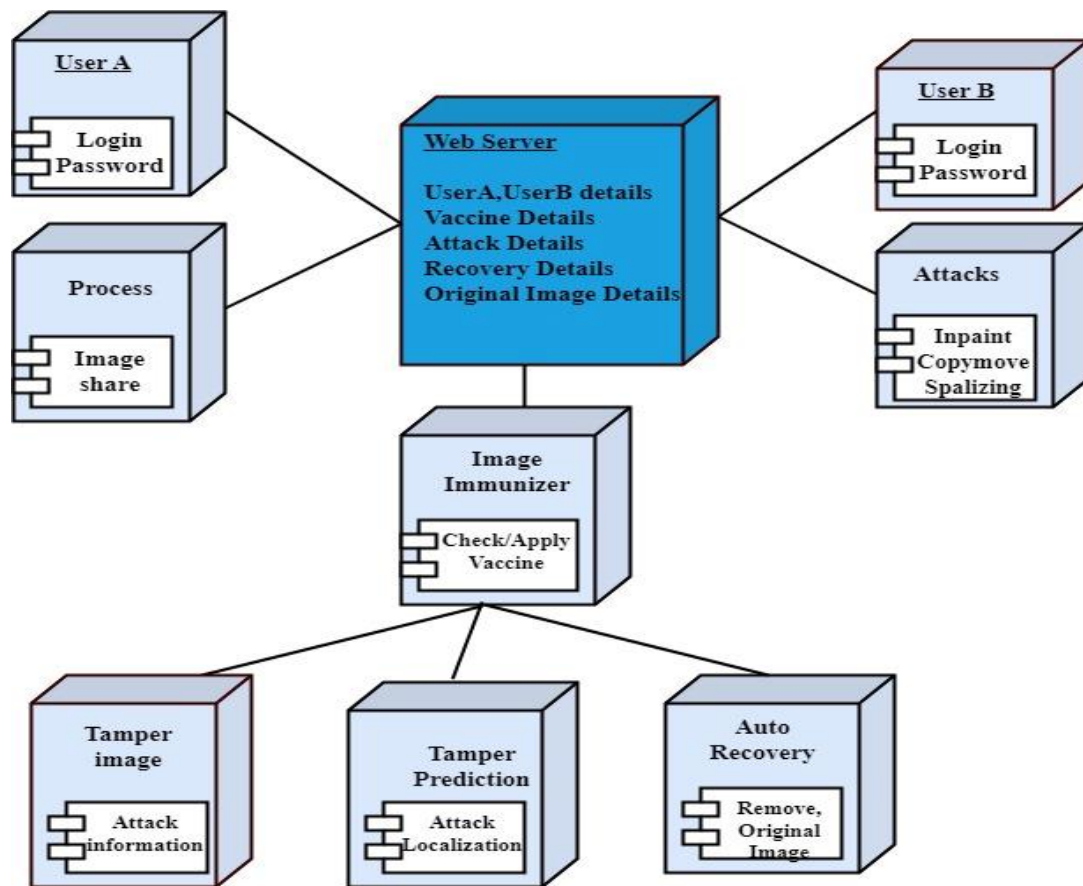 User A
Login
Password
Process
Image
share
Web Server
UserA,UserB details
Vaccine Details
Attack Details
Recovery Details
Original Image Details
User B
Login
Password
Attacks
Inpaint
Copymove
Spalizing
Image
Immunizer
Check/Apply
Vaccine
Tamper
image
Attack
information
Tamper
Prediction
Attack
Localization
Auto
Recovery
Remove,
Original
Image